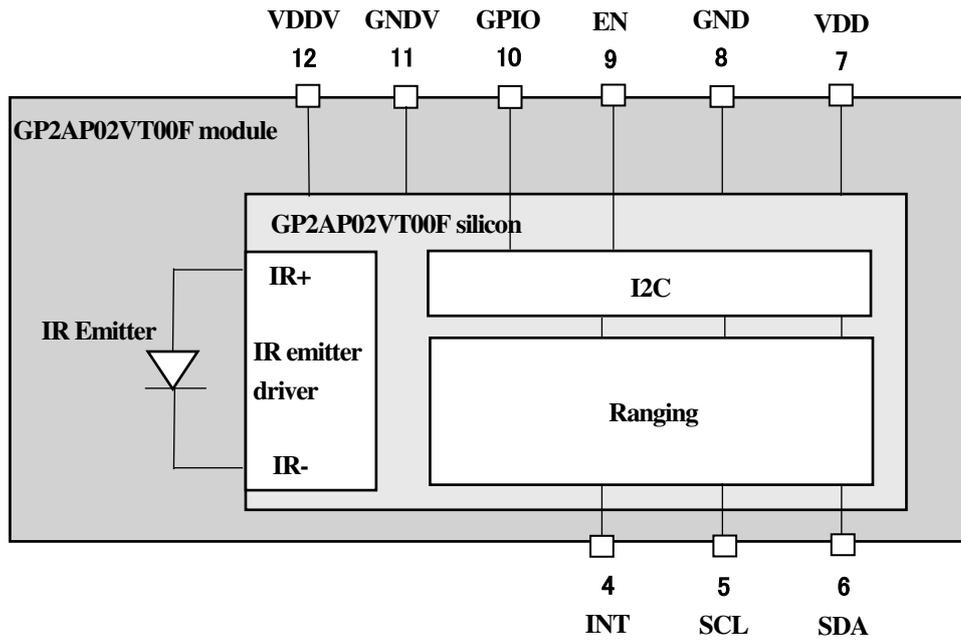 VDDV GNDV GPIO EN GND VDD
12 11 10 9 8 7
GP2AP02VT00F module
GP2AP02VT00F silicon
IR+
I2C
IR Emitter
IR emitter
driver
Ranging
IR-
4 5 6
INT SCL SDA